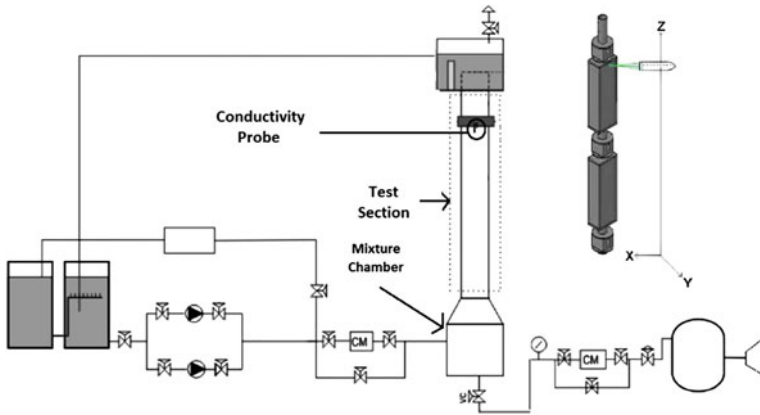 Conductivity
Probe
F
Test
Section
Mixture
Chamber
CM
CM
Z
X
Y